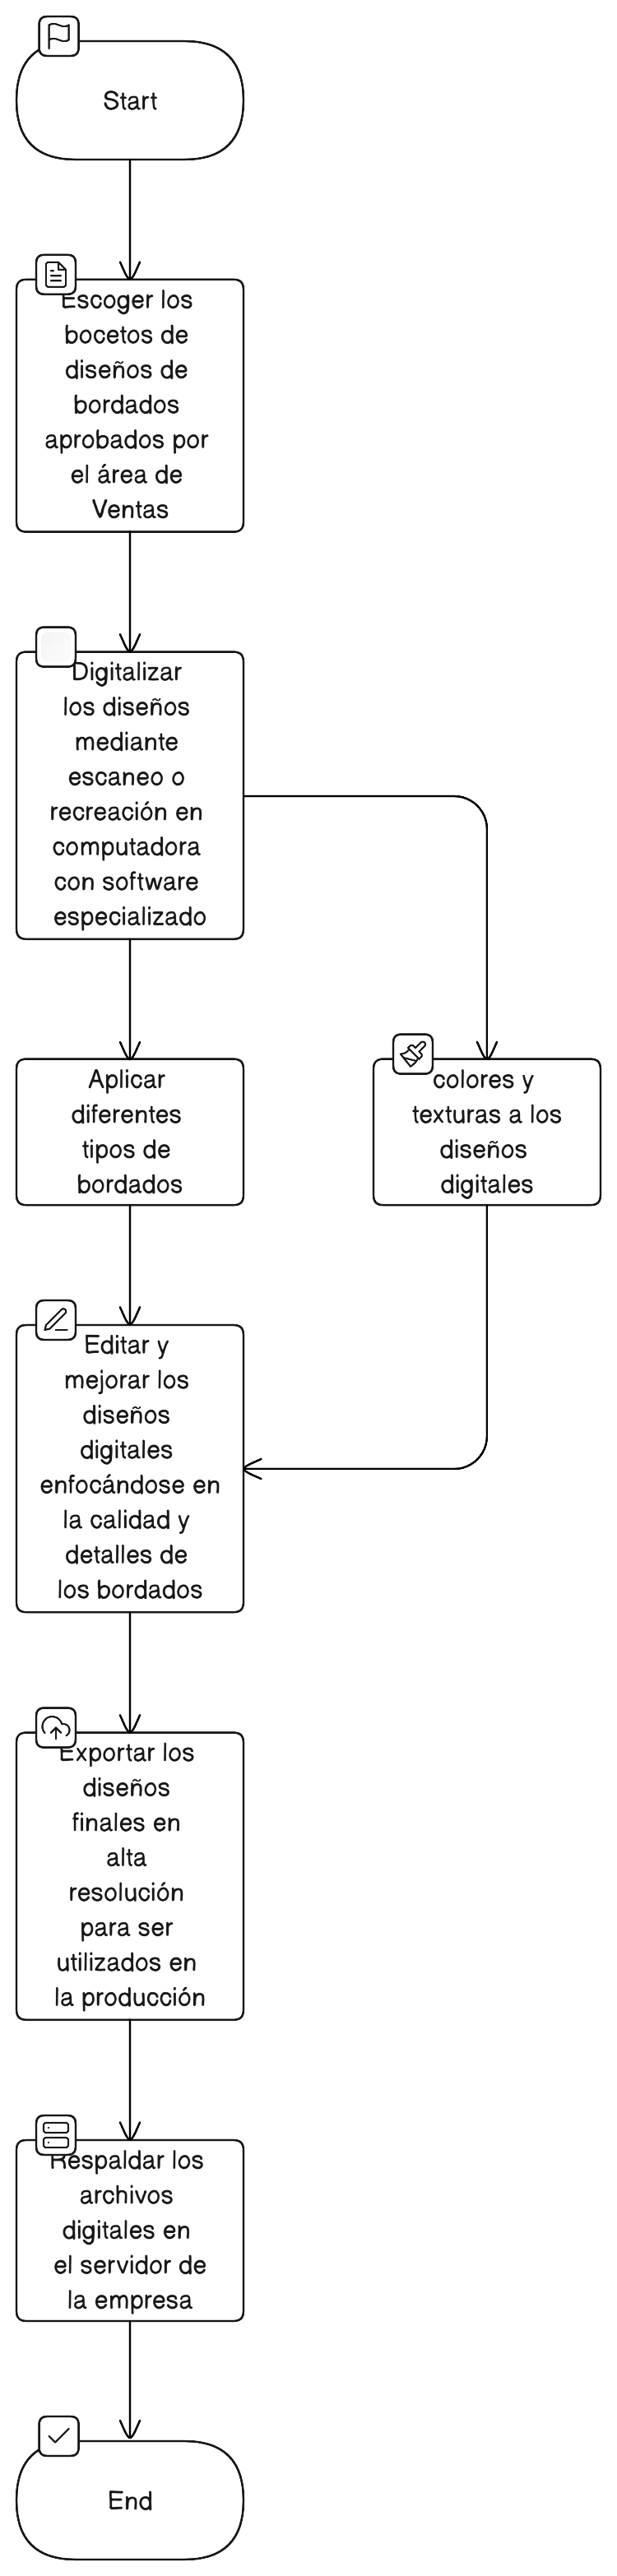 Start
Escoger los
bocetos de
diseños de
bordados
aprobados por
el área de
Ventas
Digitalizar
los diseños
mediante
escaneo o
recreación en
computadora
con software
especializado
Aplicar
diferentes
tipos de
bordados
colores y
texturas a los
diseños
digitales
Editar y
mejorar los
diseños
digitales
enfocándose en
la calidad y
detalles de
los bordados
Exportar los
diseños
finales en
alta
resolución
para ser
utilizados en
la producción
Respaldar los
archivos
digitales en
el servidor de
la empresa
End